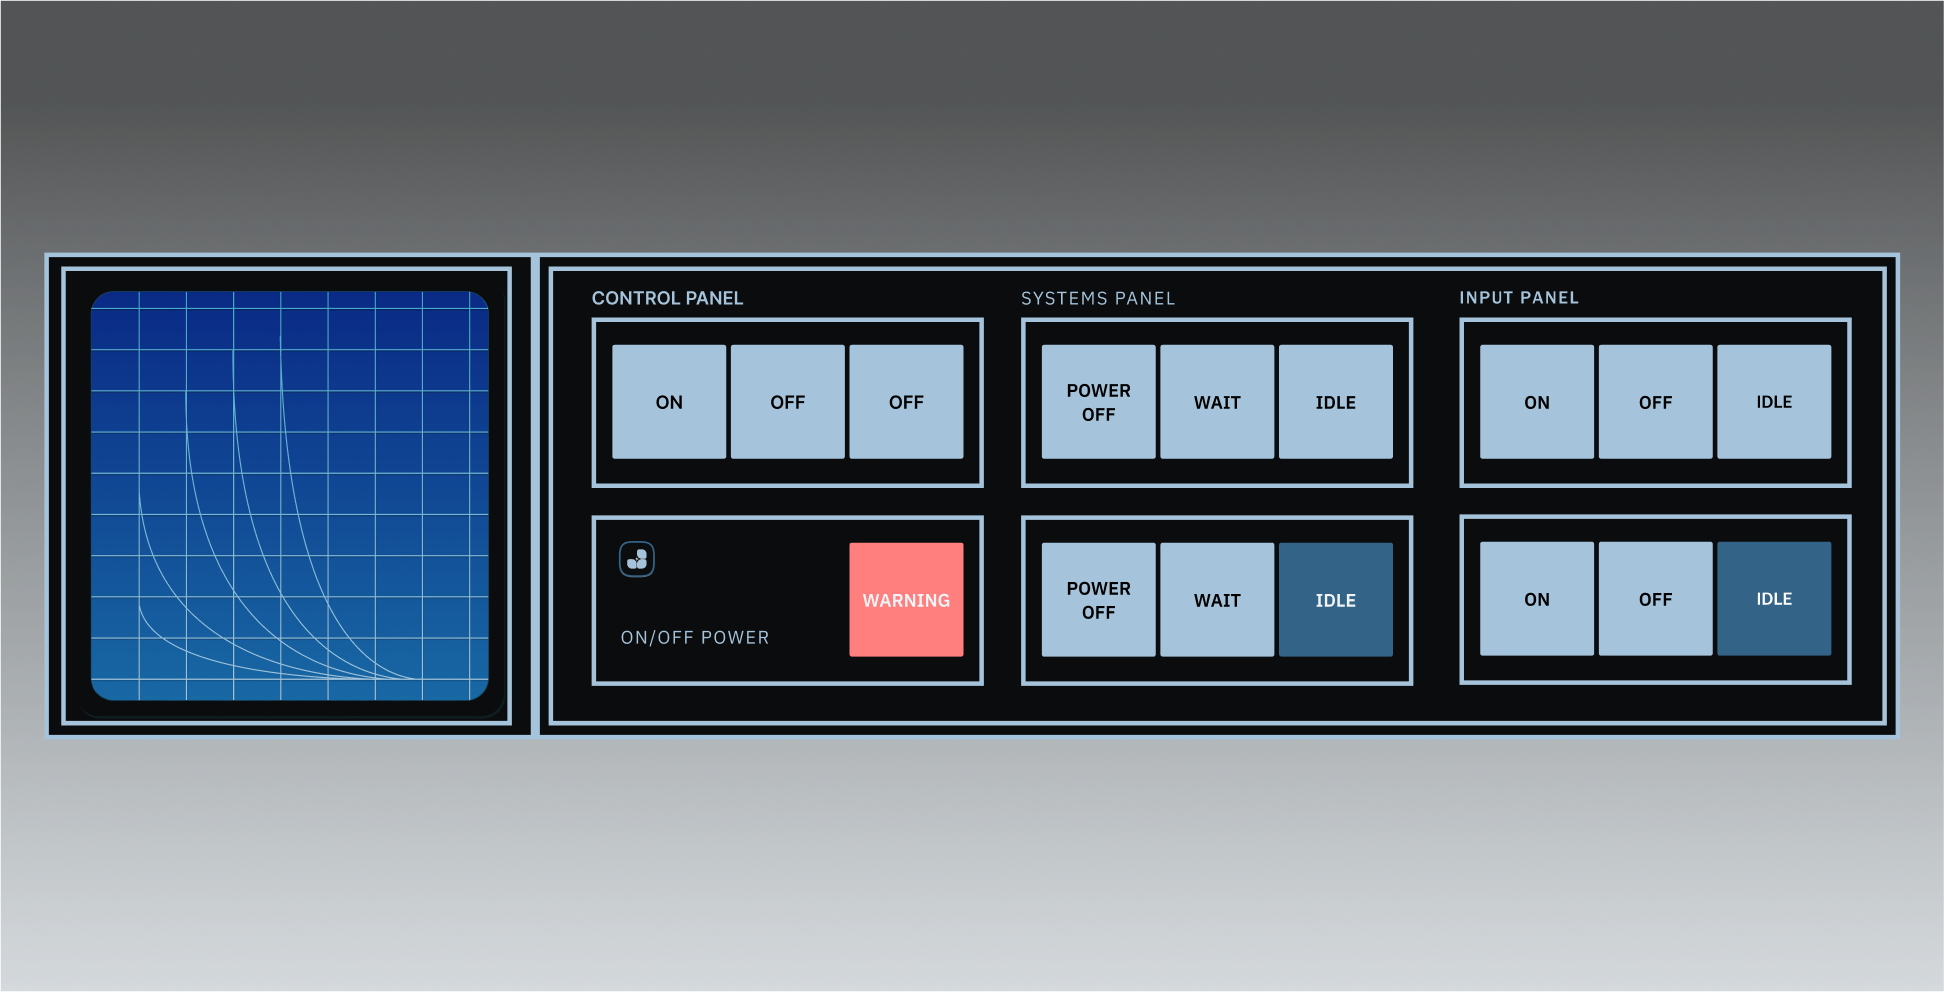 CONTROL PANEL
ON
OFF
OFF
ON/OFF POWER
WARNING
SYSTEMS PANEL
POWER
OFF
WAIT
IDLE
POWER
OFF
WAIT
IDLE
INPUT PANEL
ON
OFF
IDLE
ON
OFF
IDLE